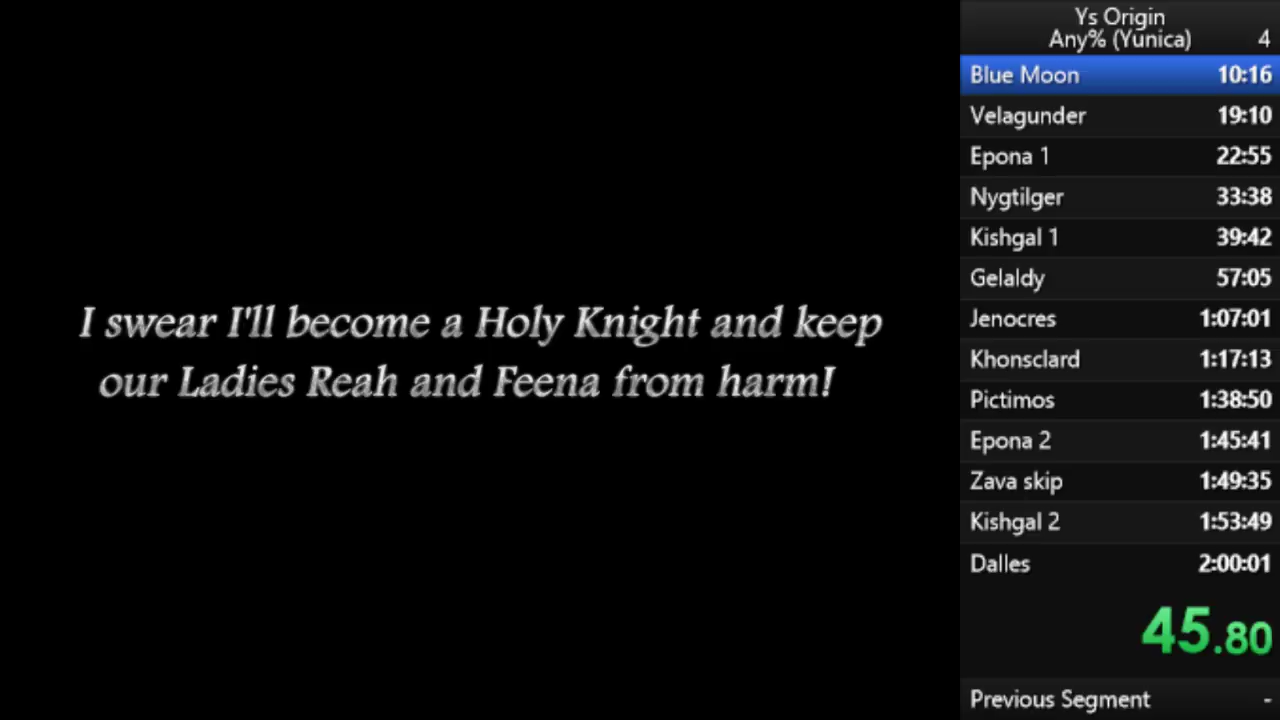 I swear I'll become a Holy Knight and keep
our Ladies Reah and Feena from harm!
Ys Origin
Any% (Yunica) 4
Blue Moon 10:16
Velagunder 19:10
Epona 1 22:55
Nygtilger 33:38
Kishgal 1 39:42
Gelaldy 57:05
Jenocres 1:07:01
Khonsclard 1:17:13
Pictimos 1:38:50
Epona 2 1:45:41
Zava skip 1:49:35
Kishgal 2 1:53:49
Dalles 2:00:01
45.80
Previous Segment -